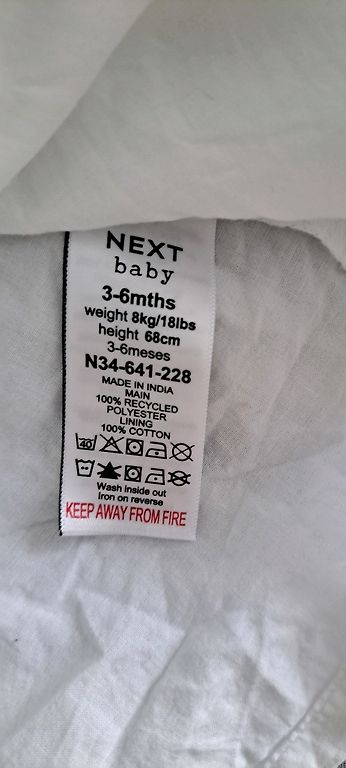 NEXT
baby
3-6mths
weight 8kg/18lbs
height 68cm
3-6meses
N34-641-228
MADE IN INDIA
MAIN
100% RECYCLED
POLYESTER
LINING
100% COTTON
40
Wash inside out
Iron on reverse
KEEP AWAY FROM FIRE